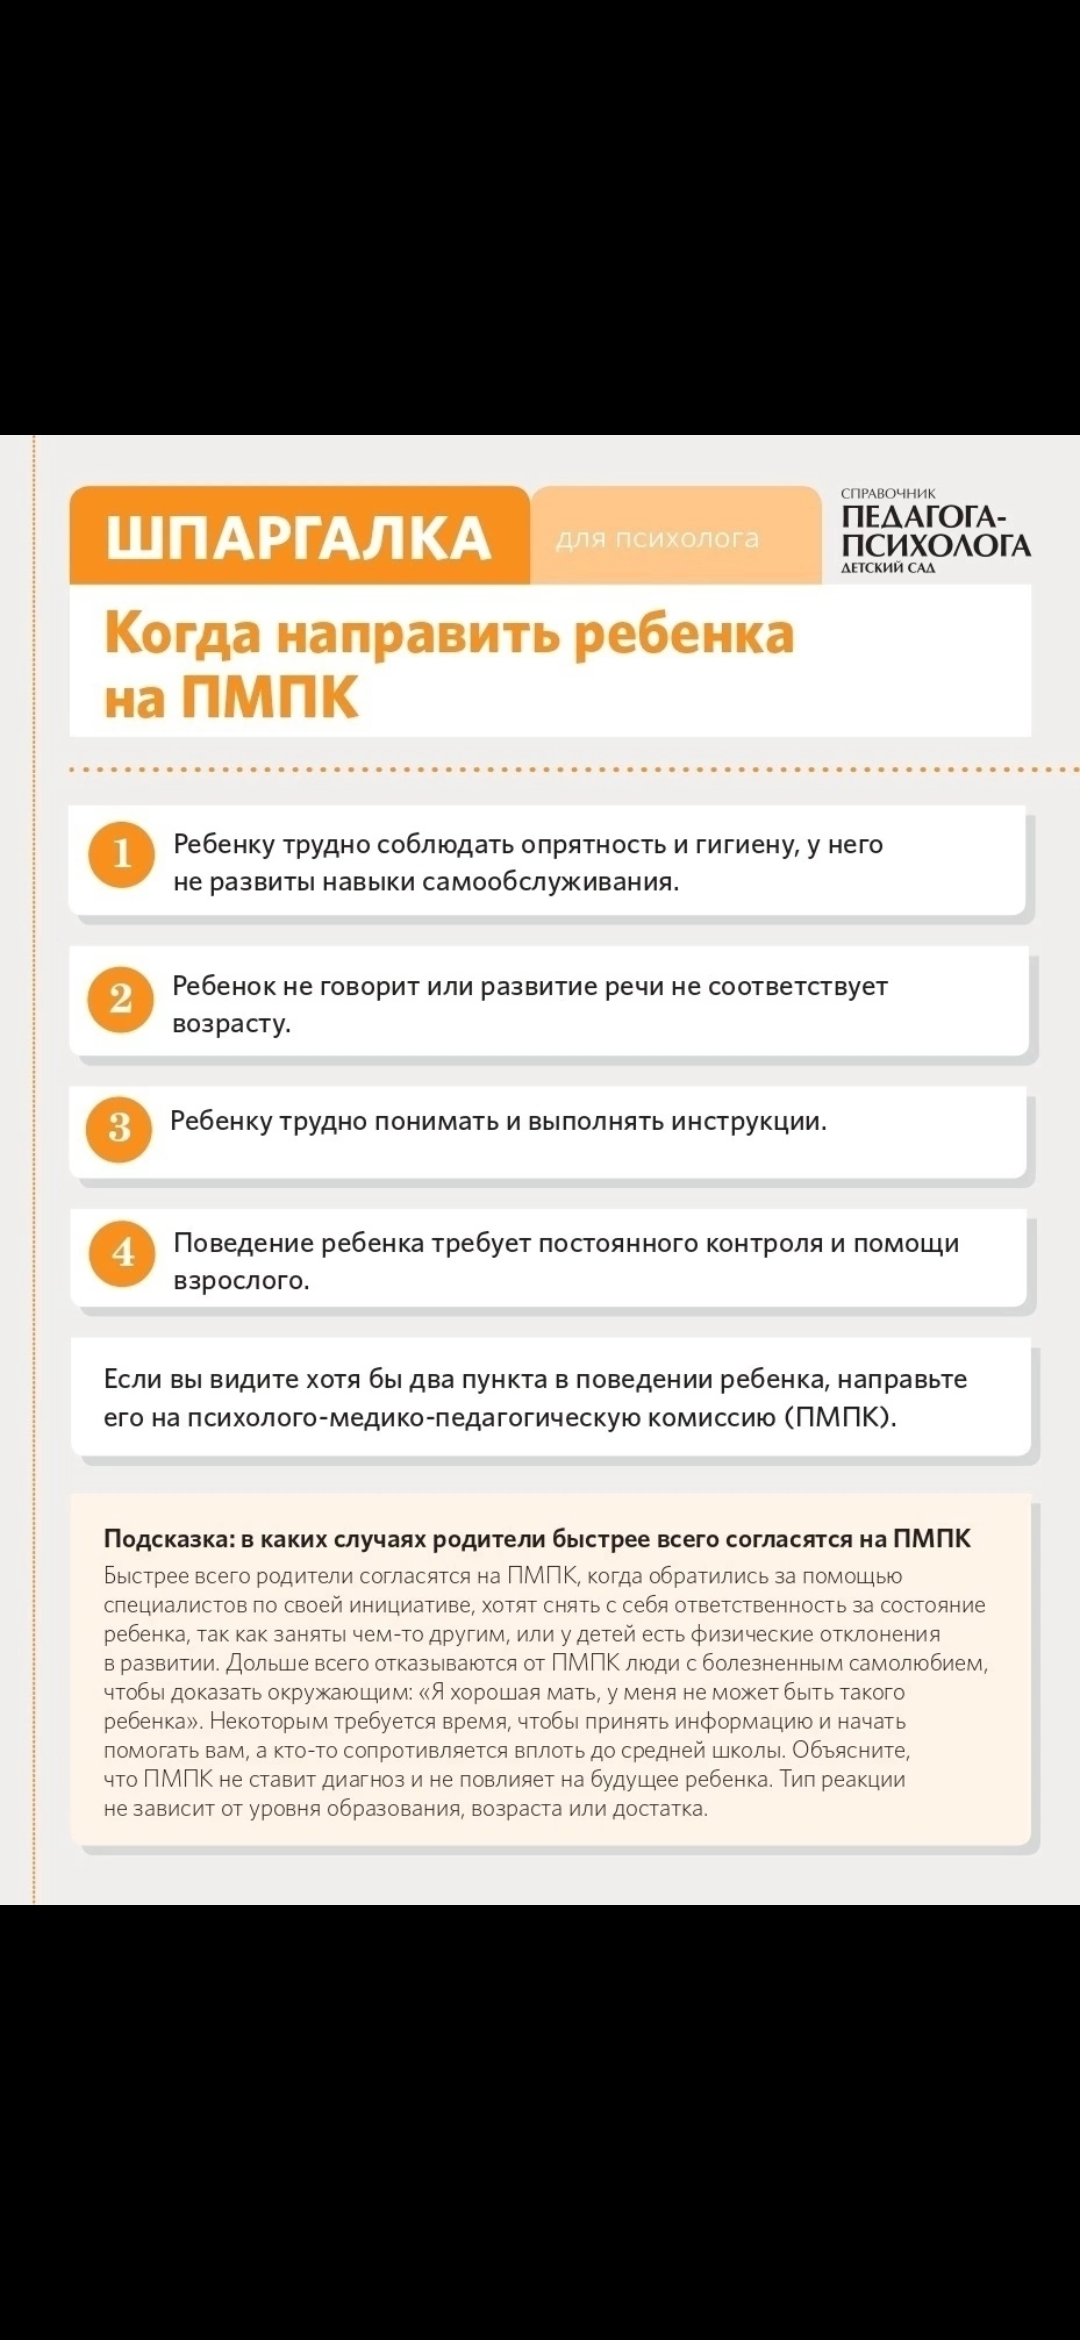 ШПАРГАЛКА
для психолога
СПРАВОЧНИК
ПЕДАГОГА-
ПСИХОЛОГА
ДЕТСКИЙ САД
Когда направить ребенка
на ПМПК
1
Ребенку трудно соблюдать опрятность и гигиену, у него
не развиты навыки самообслуживания.
2
Ребенок не говорит или развитие речи не соответствует
возрасту.
3
Ребенку трудно понимать и выполнять инструкции.
4
Поведение ребенка требует постоянного контроля и помощи
взрослого.
Если вы видите хотя бы два пункта в поведении ребенка, направьте
его на психолого-медико-педагогическую комиссию (ПМПК).
Подсказка: в каких случаях родители быстрее всего согласятся на ПМПК
Быстрее всего родители согласятся на ПМПК, когда обратились за помощью
специалистов по своей инициативе, хотят снять с себя ответственность за состояние
ребенка, так как заняты чем-то другим, или у детей есть физические отклонения
в развитии. Дольше всего отказываются от ПМПК люди с болезненным самолюбием,
чтобы доказать окружающим: «Я хорошая мать, у меня не может быть такого
ребенка». Некоторым требуется время, чтобы принять информацию и начать
помогать вам, а кто-то сопротивляется вплоть до средней школы. Объясните,
что ПМПК не ставит диагноз и не повлияет на будущее ребенка. Тип реакции
не зависит от уровня образования, возраста или достатка.